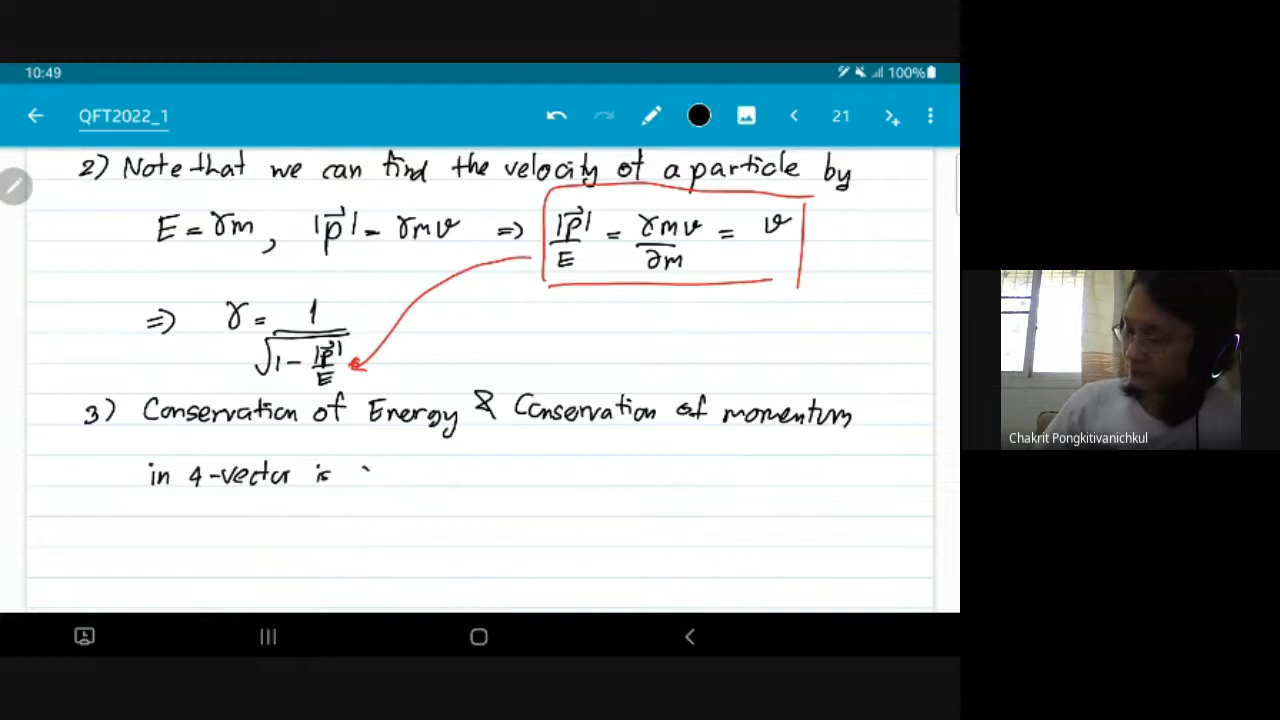 10:49
100%
QFT2022_1
21
2) Note that we can find the velocity of a particle by
E = γm, |p⃗| = γmv ⇒ |p⃗|/E = γmv/γm = v
⇒ γ = 1/√(1 - |p⃗|/E)
3) Conservation of Energy & Conservation of momentum
in 4-vector is
Chakrit Pongkitivanichkul